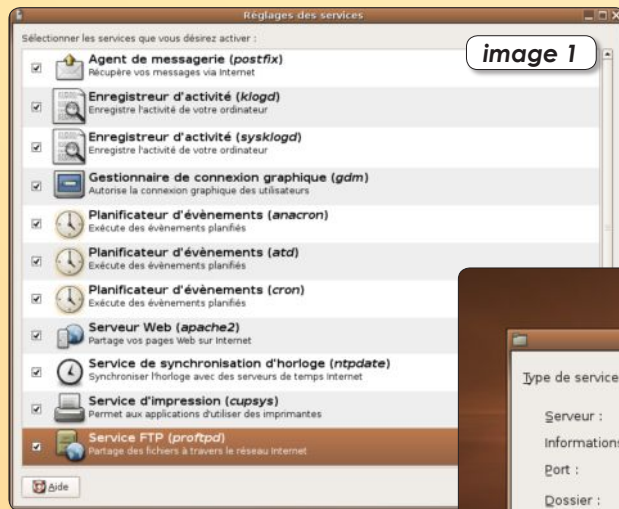 Réglages des services
Sélectionner les services que vous désirez activer :
image 1
Agent de messagerie (postfix)
Récupère vos messages via Internet
Enregistreur d'activité (klogd)
Enregistre l'activité de votre ordinateur
Enregistreur d'activité (sysklogd)
Enregistre l'activité de votre ordinateur
Gestionnaire de connexion graphique (gdm)
Autorise la connexion graphique des utilisateurs
Planificateur d'évènements (anacron)
Exécute des évènements planifiés
Planificateur d'évènements (atd)
Exécute des évènements planifiés
Planificateur d'évènements (cron)
Exécute des évènements planifiés
Serveur Web (apache2)
Partage vos pages Web sur Internet
Service de synchronisation d'horloge (ntpdate)
Synchroniser l'horloge avec des serveurs de temps Internet
Service d'impression (cupsys)
Permet aux applications d'utiliser des imprimantes
Service FTP (proftpd)
Partage des fichiers à travers le réseau Internet
Aide
Type de service
Serveur :
Informations
Port :
Dossier :